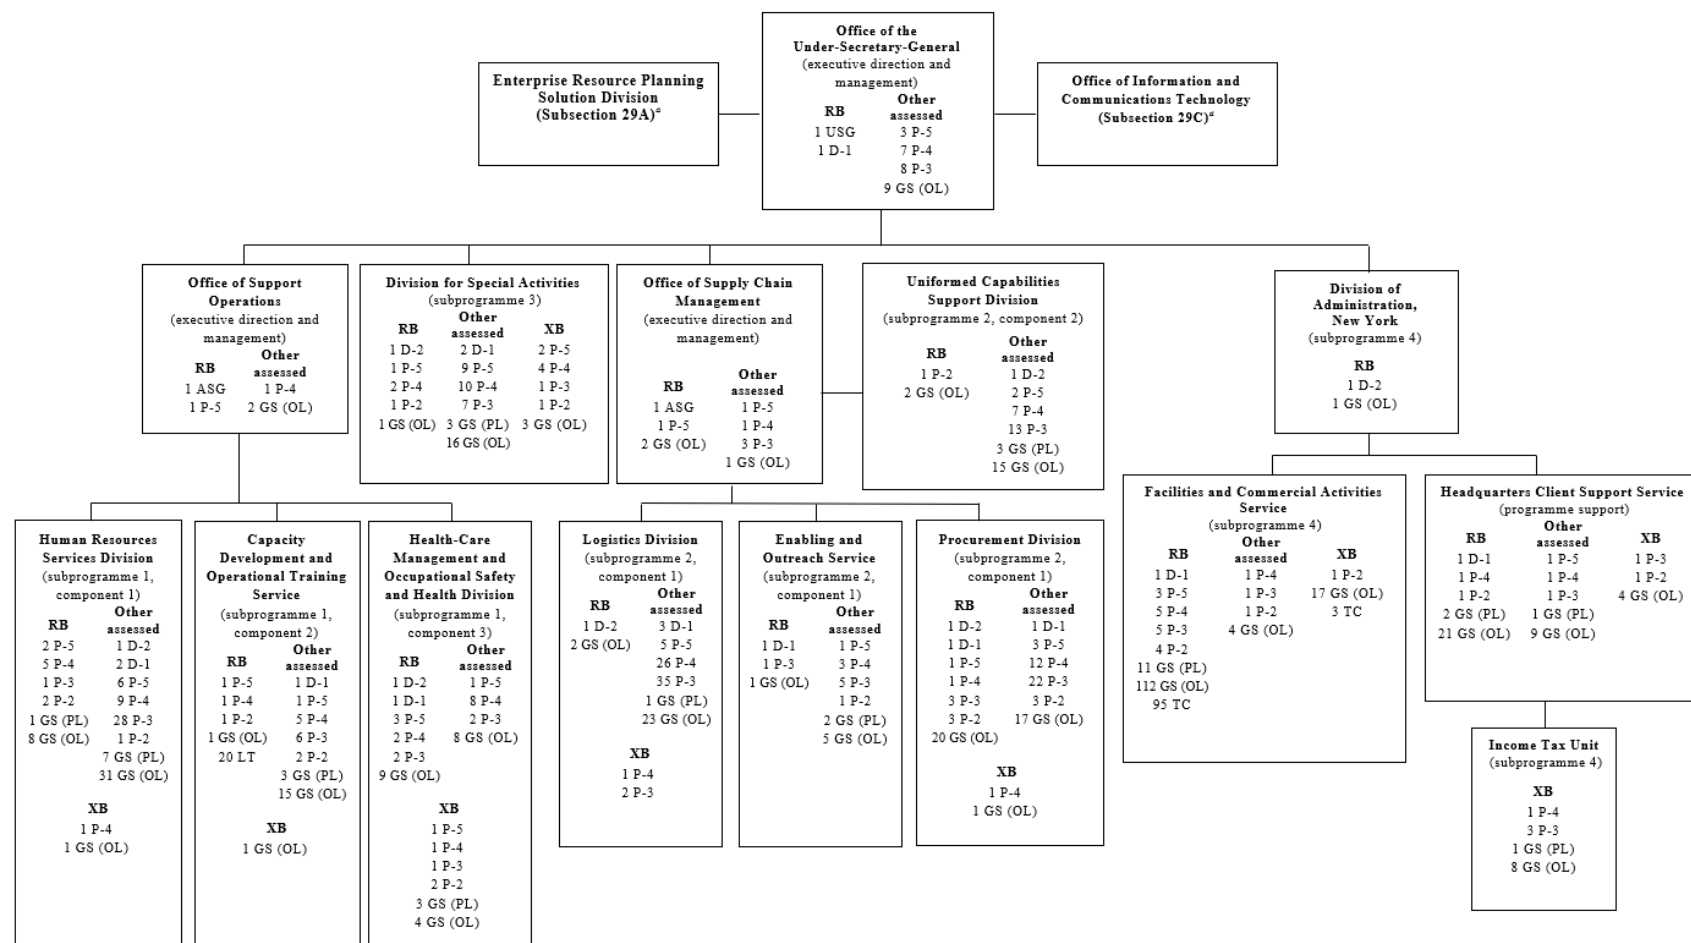 Office of the
Under-Secretary-General
(executive direction and
management)
RB
Other
assessed
1 USG
3 P-5
1 D-1
7 P-4
8 P-3
9 GS (OL)
Enterprise Resource Planning
Solution Division
(Subsection 29A)ª
Office of Information and
Communications Technology
(Subsection 29C)ª
Office of Support
Operations
(executive direction and
management)
RB
Other
assessed
1 ASG
1 P-4
1 P-5
2 GS (OL)
Division for Special Activities
(subprogramme 3)
RB
Other
assessed
XB
1 D-2
2 D-1
2 P-5
1 P-5
9 P-5
4 P-4
2 P-4
10 P-4
1 P-3
1 P-2
7 P-3
1 P-2
1 GS (OL)
3 GS (PL)
3 GS (OL)
16 GS (OL)
Office of Supply Chain
Management
(executive direction and
management)
RB
Other
assessed
1 ASG
1 P-5
1 P-5
1 P-4
2 GS (OL)
3 P-3
1 GS (OL)
Uniformed Capabilities
Support Division
(subprogramme 2, component 2)
RB
Other
assessed
1 P-2
1 D-2
2 GS (OL)
2 P-5
7 P-4
13 P-3
3 GS (PL)
15 GS (OL)
Division of
Administration,
New York
(subprogramme 4)
RB
1 D-2
1 GS (OL)
Human Resources
Services Division
(subprogramme 1,
component 1)
RB
Other
assessed
2 P-5
1 D-2
5 P-4
2 D-1
1 P-3
6 P-5
2 P-2
9 P-4
1 GS (PL)
28 P-3
8 GS (OL)
1 P-2
7 GS (PL)
31 GS (OL)
XB
1 P-4
1 GS (OL)
Capacity
Development and
Operational Training
Service
(subprogramme 1,
component 2)
RB
Other
assessed
1 P-5
1 D-1
1 P-4
1 P-5
1 P-2
5 P-4
1 GS (OL)
6 P-3
20 LT
2 P-2
3 GS (PL)
15 GS (OL)
XB
1 GS (OL)
Health-Care
Management and
Occupational Safety
and Health Division
(subprogramme 1,
component 3)
RB
Other
assessed
1 D-2
1 P-5
1 D-1
8 P-4
3 P-5
2 P-3
2 P-4
8 GS (OL)
2 P-3
9 GS (OL)
XB
1 P-5
1 P-4
1 P-3
2 P-2
3 GS (PL)
4 GS (OL)
Logistics Division
(subprogramme 2,
component 1)
RB
Other
assessed
1 D-2
3 D-1
2 GS (OL)
5 P-5
26 P-4
35 P-3
1 GS (PL)
23 GS (OL)
XB
1 P-4
2 P-3
Enabling and
Outreach Service
(subprogramme 2,
component 1)
RB
Other
assessed
1 D-1
1 P-5
1 P-3
3 P-4
1 GS (OL)
5 P-3
1 P-2
2 GS (PL)
5 GS (OL)
Procurement Division
(subprogramme 2,
component 1)
RB
Other
assessed
1 D-2
1 D-1
1 D-1
3 P-5
1 P-5
12 P-4
1 P-4
22 P-3
3 P-3
3 P-2
3 P-2
17 GS (OL)
20 GS (OL)
XB
1 P-4
1 GS (OL)
Facilities and Commercial Activities
Service
(subprogramme 4)
RB
Other
assessed
XB
1 D-1
1 P-4
1 P-2
3 P-5
1 P-3
17 GS (OL)
5 P-4
1 P-2
3 TC
5 P-3
4 GS (OL)
4 P-2
11 GS (PL)
112 GS (OL)
95 TC
Headquarters Client Support Service
(programme support)
RB
Other
assessed
XB
1 D-1
1 P-5
1 P-3
1 P-4
1 P-4
1 P-2
1 P-2
1 P-3
4 GS (OL)
2 GS (PL)
1 GS (PL)
21 GS (OL)
9 GS (OL)
Income Tax Unit
(subprogramme 4)
XB
1 P-4
3 P-3
1 GS (PL)
8 GS (OL)